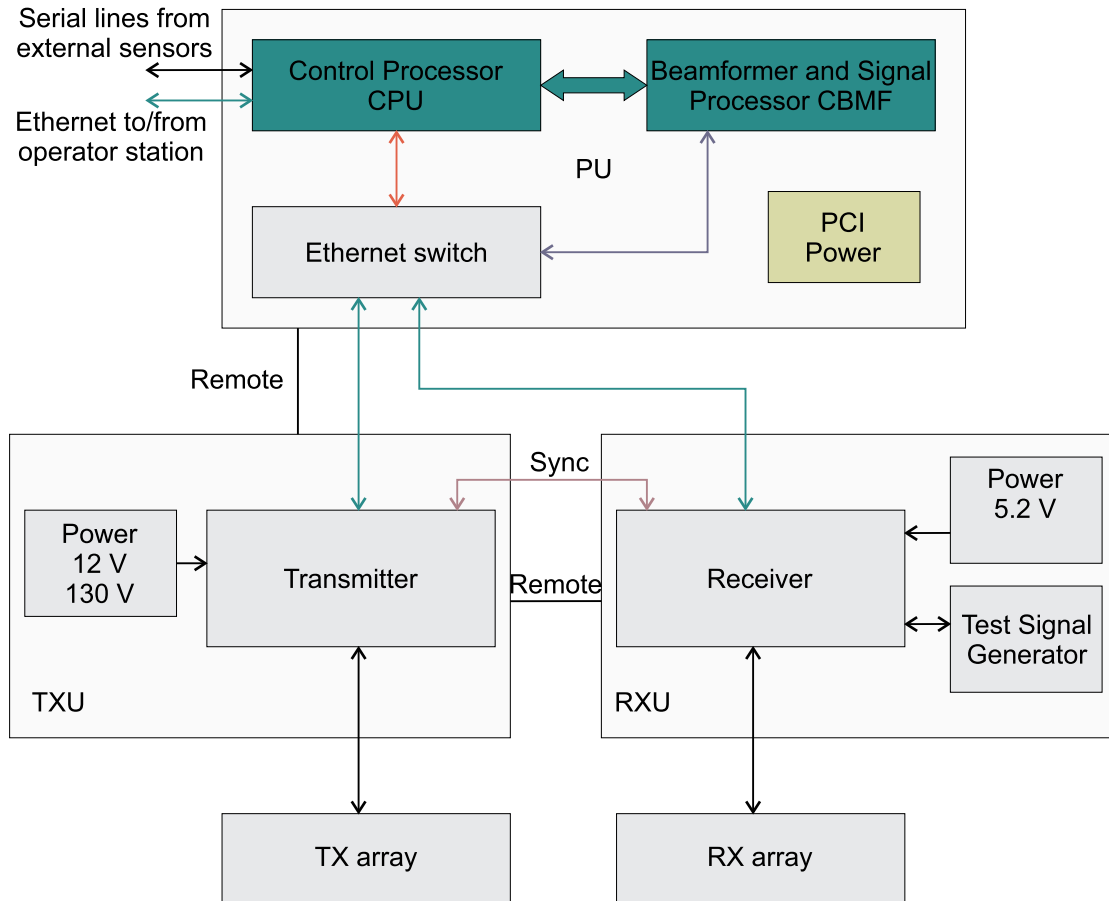 Serial lines from
external sensors
Ethernet to/from
operator station
Control Processor
CPU
Beamformer and Signal
Processor CBMF
PU
Ethernet switch
PCI
Power
Remote
Sync
Power
12 V
130 V
Transmitter
TXU
Remote
Receiver
Power
5.2 V
Test Signal
Generator
RXU
TX array
RX array